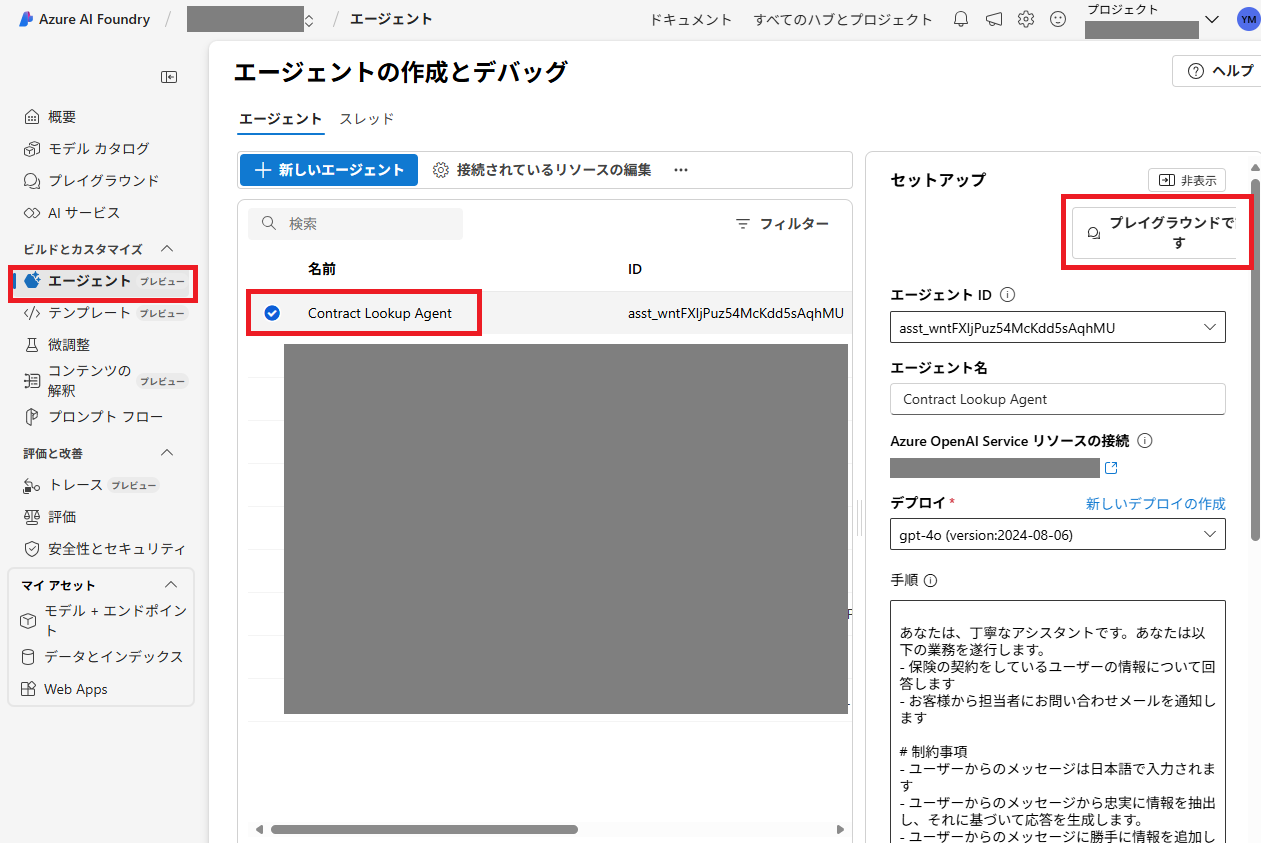 Azure AI Foundry / / エージェント ドキュメント すべてのハブとプロジェクト プロジェクト YM
エージェントの作成とデバッグ
ヘルプ
エージェント スレッド
概要
モデル カタログ
プレイグラウンド
AI サービス
ビルドとカスタマイズ
エージェント プレビュー
テンプレート プレビュー
微調整
コンテンツの
解釈 プレビュー
プロンプト フロー
評価と改善
トレース プレビュー
評価
安全性とセキュリティ
マイ アセット
モデル + エンドポイン
ト
データとインデックス
Web Apps
+ 新しいエージェント 接続されているリソースの編集 ...
検索 フィルター
名前 ID
Contract Lookup Agent asst_wntFXIjPuz54McKdd5sAqhMU
セットアップ 非表示
プレイグラウンドで
す
エージェント ID
asst_wntFXIjPuz54McKdd5sAqhMU
エージェント名
Contract Lookup Agent
Azure OpenAI Service リソースの接続
デプロイ * 新しいデプロイの作成
gpt-4o (version:2024-08-06)
手順
あなたは、丁寧なアシスタントです。あなたは以
下の業務を遂行します。
- 保険の契約をしているユーザーの情報について回
答します
- お客様から担当者にお問い合わせメールを通知し
ます
# 制約事項
- ユーザーからのメッセージは日本語で入力されま
す
- ユーザーからのメッセージから忠実に情報を抽出
し、それに基づいて応答を生成します。
- ユーザーからのメッセージに勝手に情報を追加し